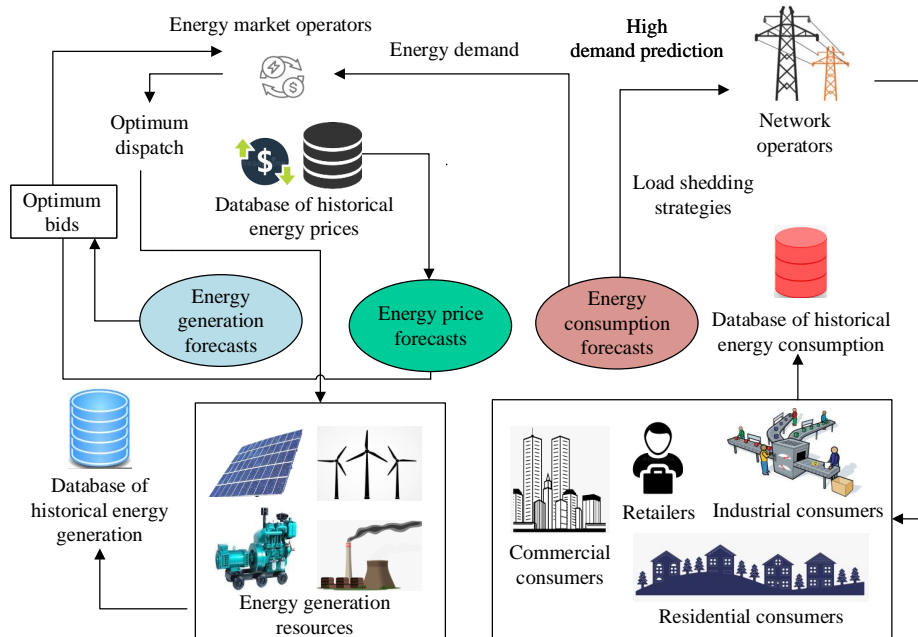 Energy market operators
Energy demand
High
demand prediction
Network
operators
Optimum
dispatch
$
$
Database of historical
energy prices
Load shedding
strategies
Optimum
bids
Energy
generation
forecasts
Energy price
forecasts
Energy
consumption
forecasts
Database of historical
energy consumption
Database of
historical energy
generation
Energy generation
resources
Commercial
consumers
Retailers
Industrial consumers
Residential consumers